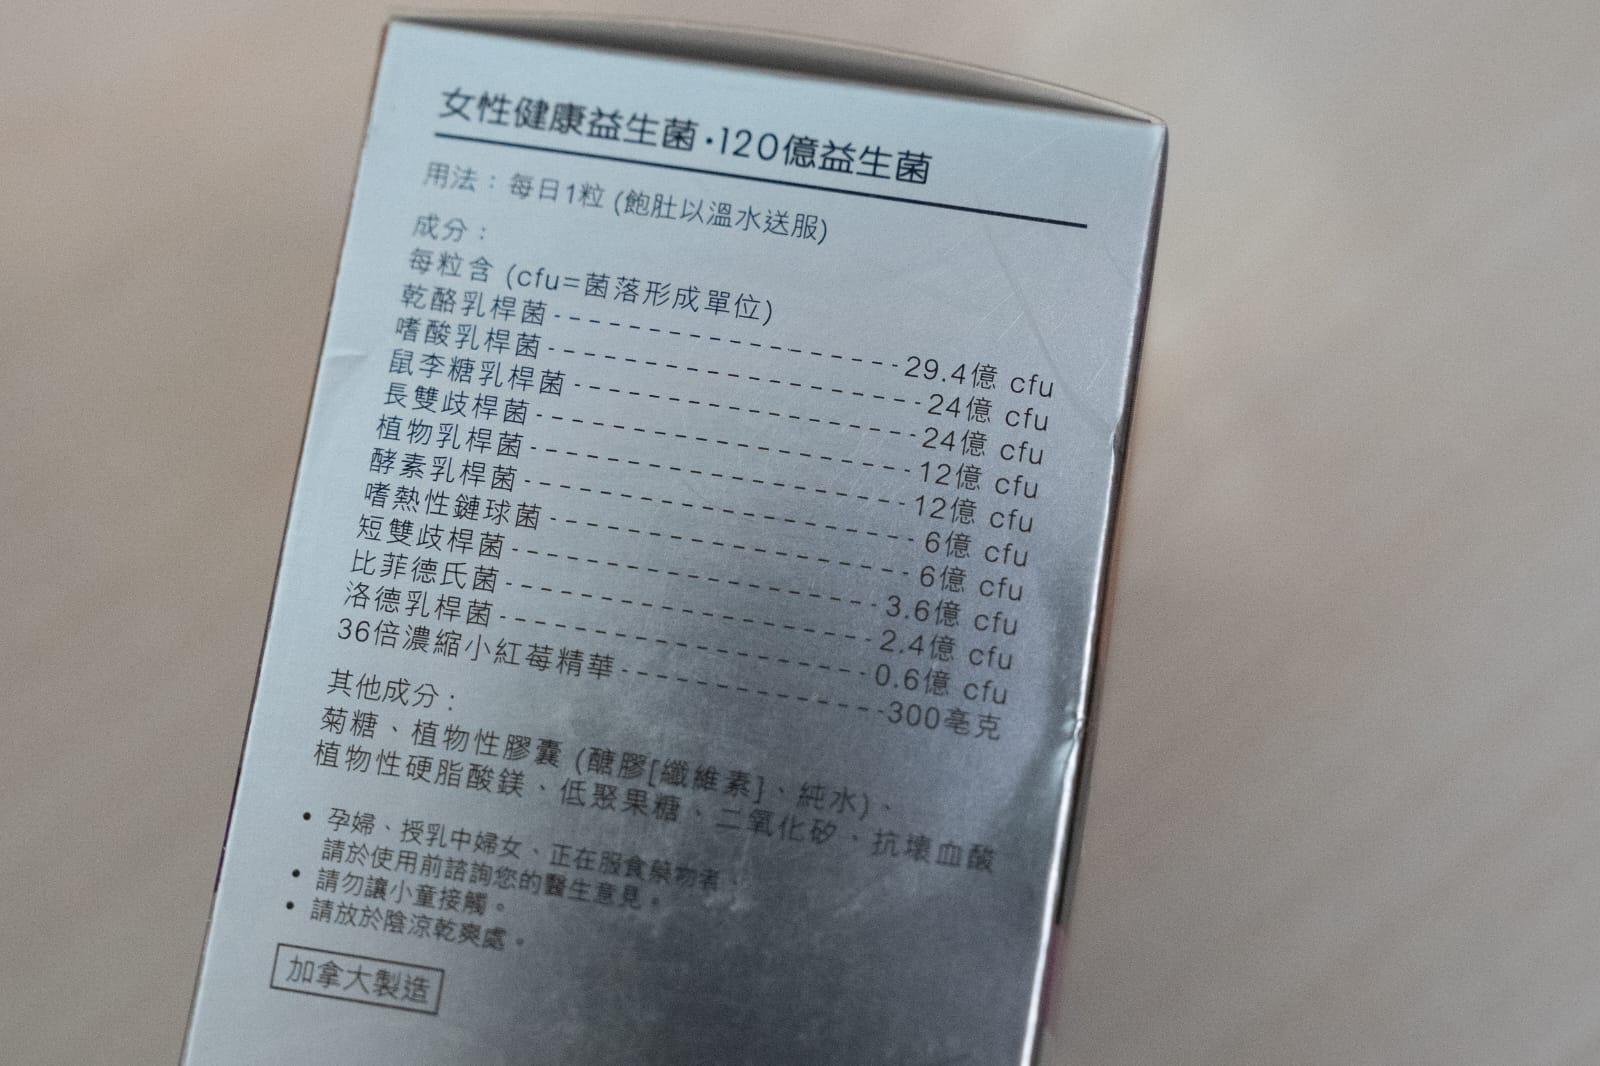 女性健康益生菌·120億益生菌
用法：每日1粒 (飽肚以溫水送服)
成分：
每粒含 (cfu=菌落形成單位)
乾酪乳桿菌--------------------29.4億 cfu
嗜酸乳桿菌--------------------24億 cfu
鼠李糖乳桿菌--------------------24億 cfu
長雙歧桿菌--------------------12億 cfu
植物乳桿菌--------------------12億 cfu
酵素乳桿菌--------------------6億 cfu
嗜熱性鏈球菌--------------------6億 cfu
短雙歧桿菌--------------------3.6億 cfu
比菲德氏菌--------------------2.4億 cfu
洛德乳桿菌--------------------0.6億 cfu
36倍濃縮小紅莓精華--------------------300毫克
其他成分：
菊糖、植物性膠囊 (醣膠[纖維素]、純水)、
植物性硬脂酸鎂、低聚果糖、二氧化矽、抗壞血酸
• 孕婦、授乳中婦女、正在服食藥物者，
請於使用前諮詢您的醫生意見。
• 請勿讓小童接觸。
• 請放於陰涼乾爽處。
加拿大製造